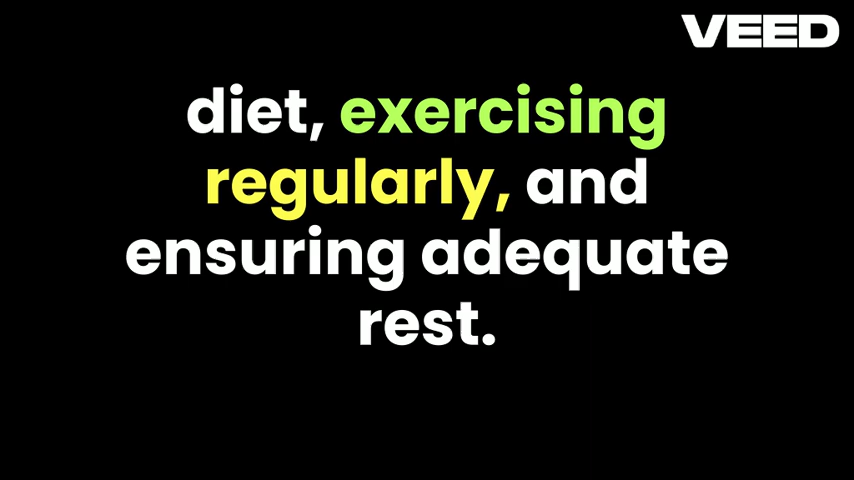 VEED
diet, exercising
regularly, and
ensuring adequate
rest.